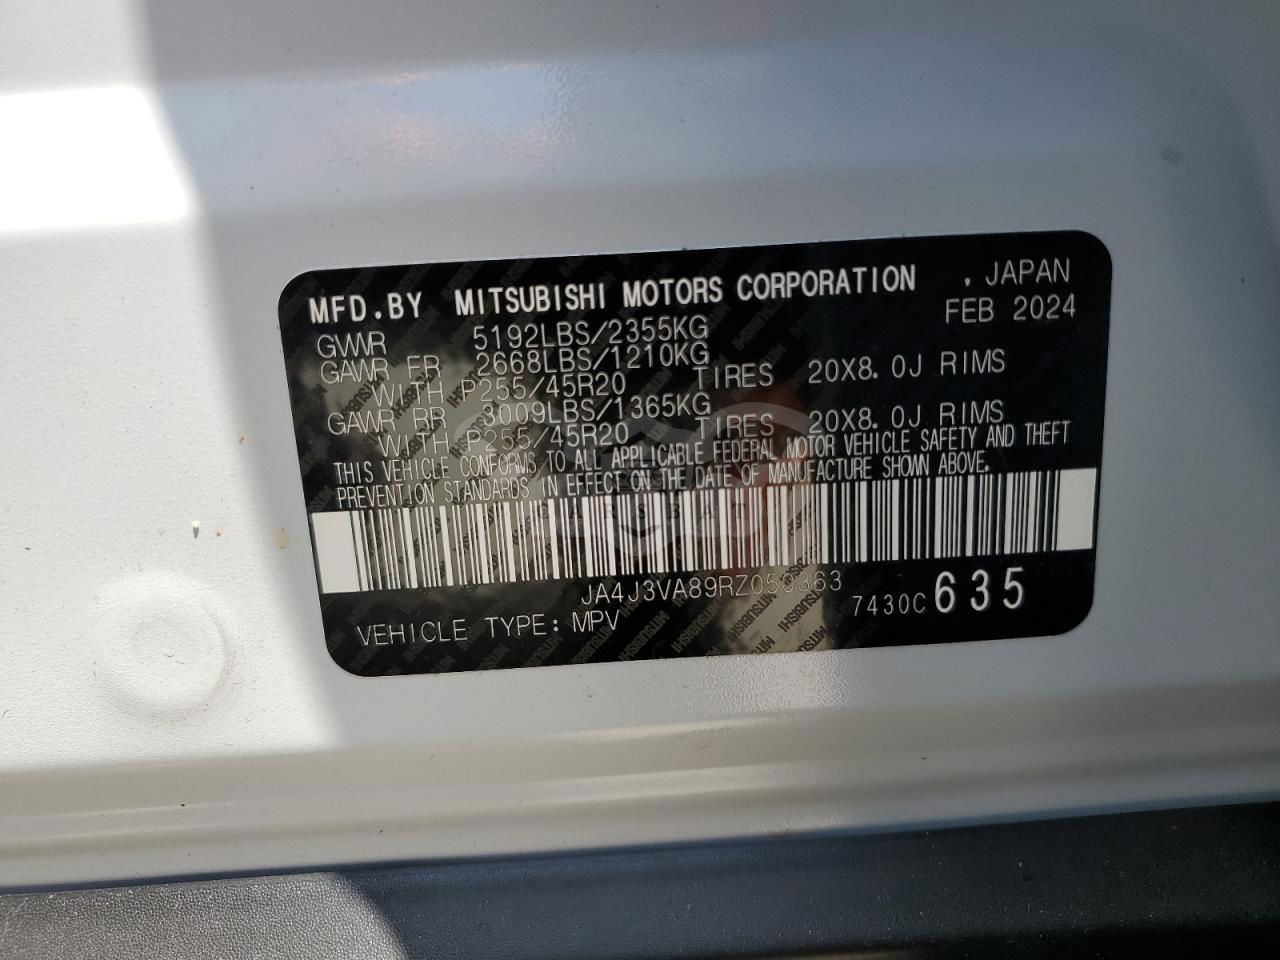 MFD.BY MITSUBISHI MOTORS CORPORATION , JAPAN
GVWR 5192LBS/2355KG FEB 2024
GAWR FR 2668LBS/1210KG
WITH P255/45R20 TIRES 20X8.0J RIMS
GAWR RR 3009LBS/1365KG
WITH P255/45R20 TIRES 20X8.0J RIMS
THIS VEHICLE CONFORMS TO ALL APPLICABLE FEDERAL MOTOR VEHICLE SAFETY AND THEFT
PREVENTION STANDARDS IN EFFECT ON THE DATE OF MANUFACTURE SHOWN ABOVE.
VEHICLE TYPE: MPV 7430C 635